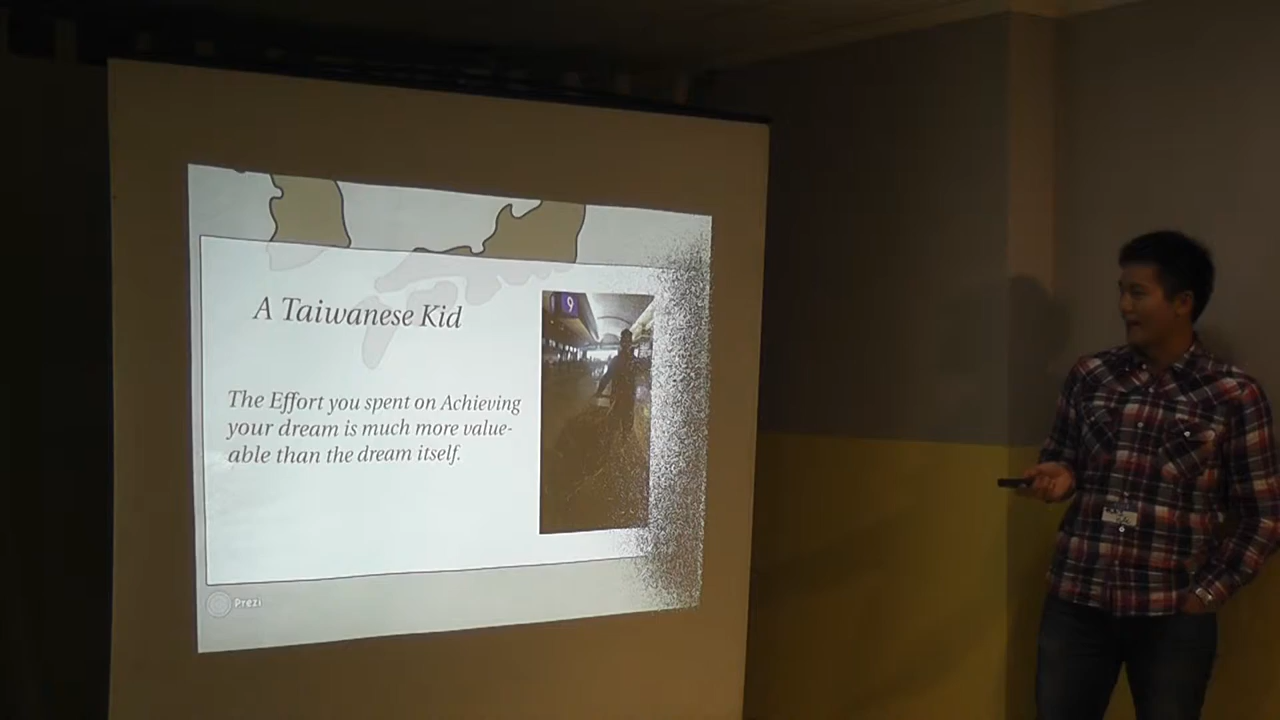 A Taiwanese Kid
The Effort you spent on Achieving
your dream is much more value-
able than the dream itself.
9
Prezi